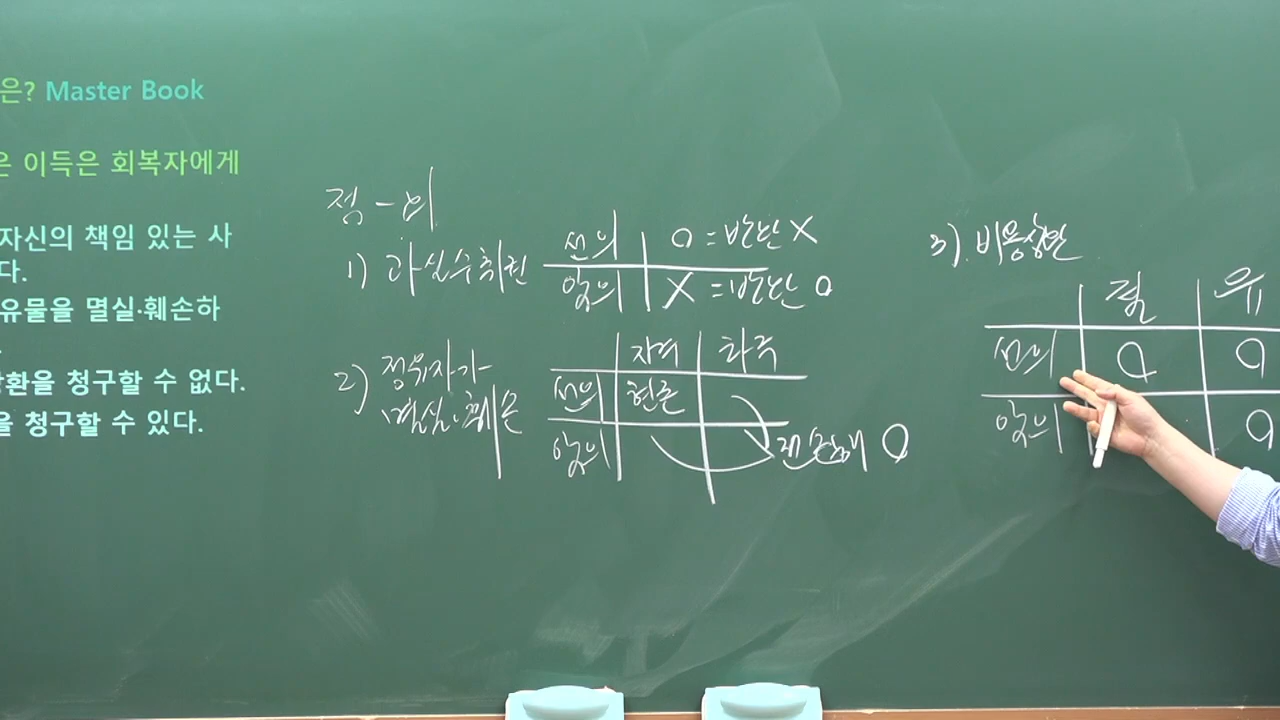 은? Master Book
은 이득은 회복자에게
자신의 책임 있는 사
다.
유물을 멸실·훼손하
상환을 청구할 수 없다.
을 청구할 수 있다.
점-회
1) 과실수취권
선의 O = 반환 X
악의 X = 반환 O
2) 점유자가
멸실·훼손
자주 타주
선의 현존
악의
전손해 O
3) 비용상환
필 유
선의 O O
악의 O